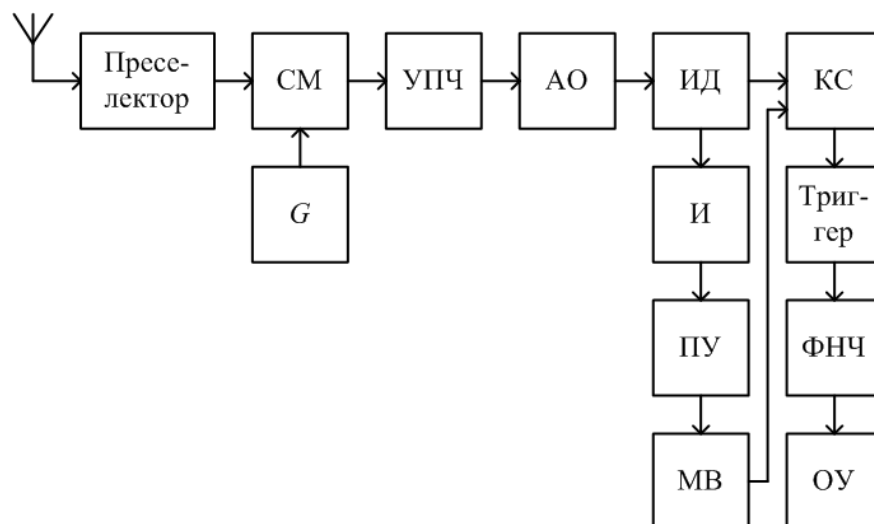 Пресе-
лектор
СМ
УПЧ
АО
ИД
КС
G
И
Триг-
гер
ПУ
ФНЧ
МВ
ОУ